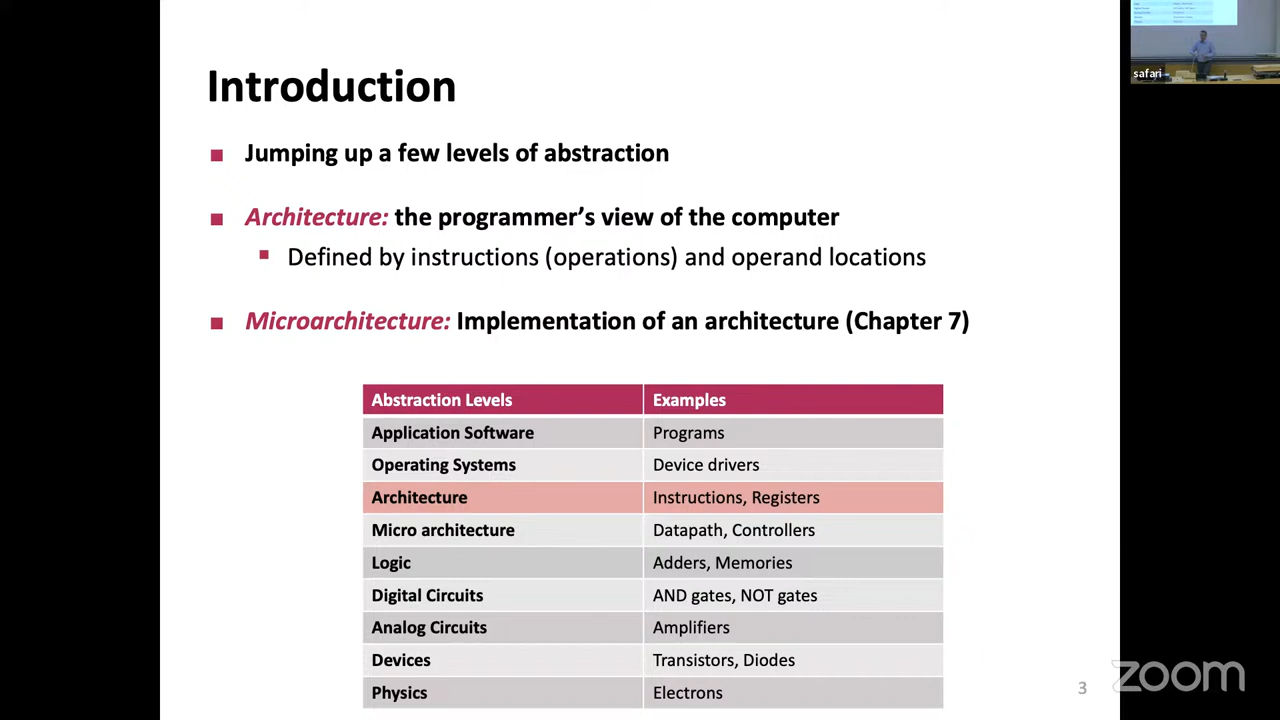 Introduction
Jumping up a few levels of abstraction
Architecture: the programmer's view of the computer
Defined by instructions (operations) and operand locations
Microarchitecture: Implementation of an architecture (Chapter 7)
Abstraction Levels Examples
Application Software Programs
Operating Systems Device drivers
Architecture Instructions, Registers
Micro architecture Datapath, Controllers
Logic Adders, Memories
Digital Circuits AND gates, NOT gates
Analog Circuits Amplifiers
Devices Transistors, Diodes
Physics Electrons
3
safari
zoom